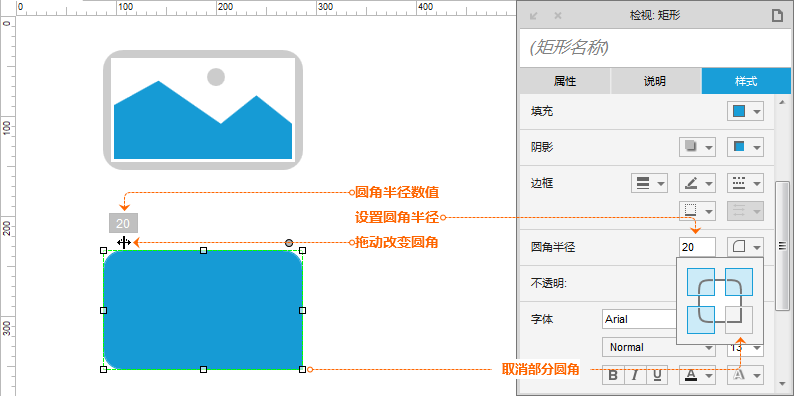 0 100 200 300 400
0
100
200
300
圆角半径数值
20
设置圆角半径
拖动改变圆角
取消部分圆角
检视: 矩形
(矩形名称)
属性 说明 样式
填充
阴影
边框
圆角半径 20
不透明:
字体 Arial
Normal 13
B I U A A